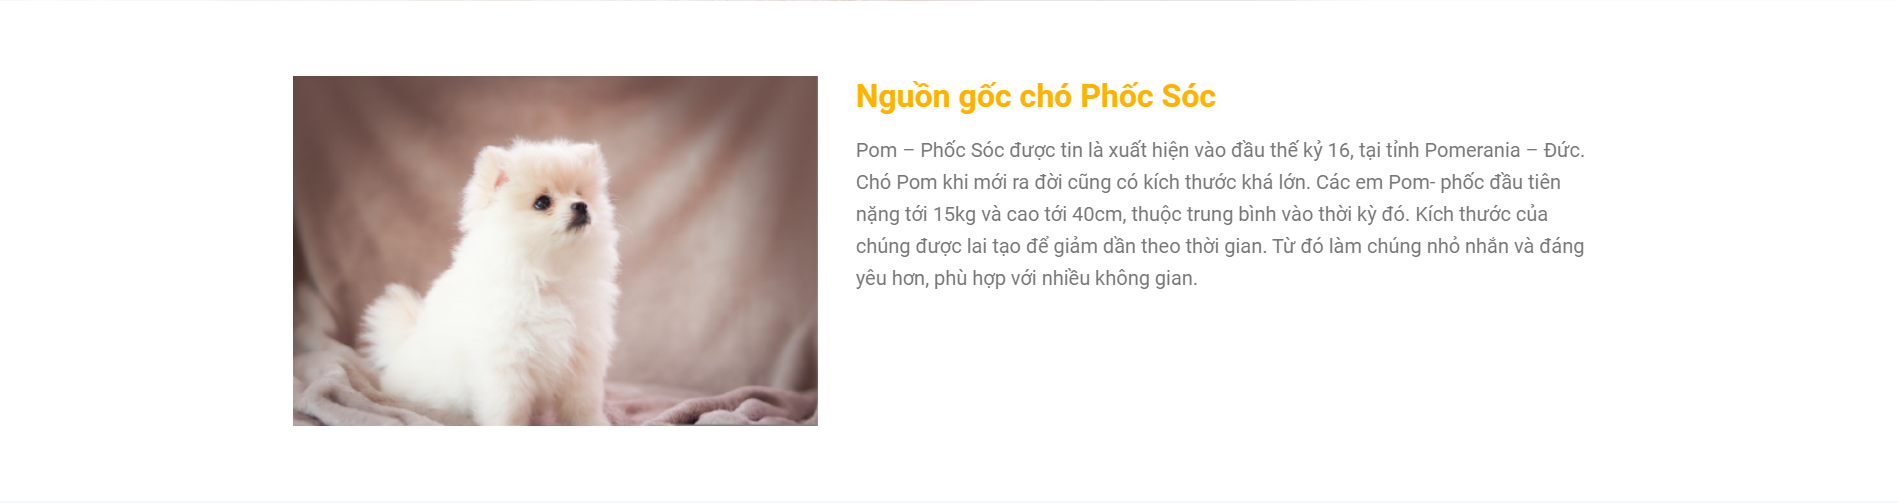 Nguồn gốc chó Phốc Sóc
Pom – Phốc Sóc được tin là xuất hiện vào đầu thế kỷ 16, tại tỉnh Pomerania – Đức.
Chó Pom khi mới ra đời cũng có kích thước khá lớn. Các em Pom- phốc đầu tiên
nặng tới 15kg và cao tới 40cm, thuộc trung bình vào thời kỳ đó. Kích thước của
chúng được lai tạo để giảm dần theo thời gian. Từ đó làm chúng nhỏ nhắn và đáng
yêu hơn, phù hợp với nhiều không gian.